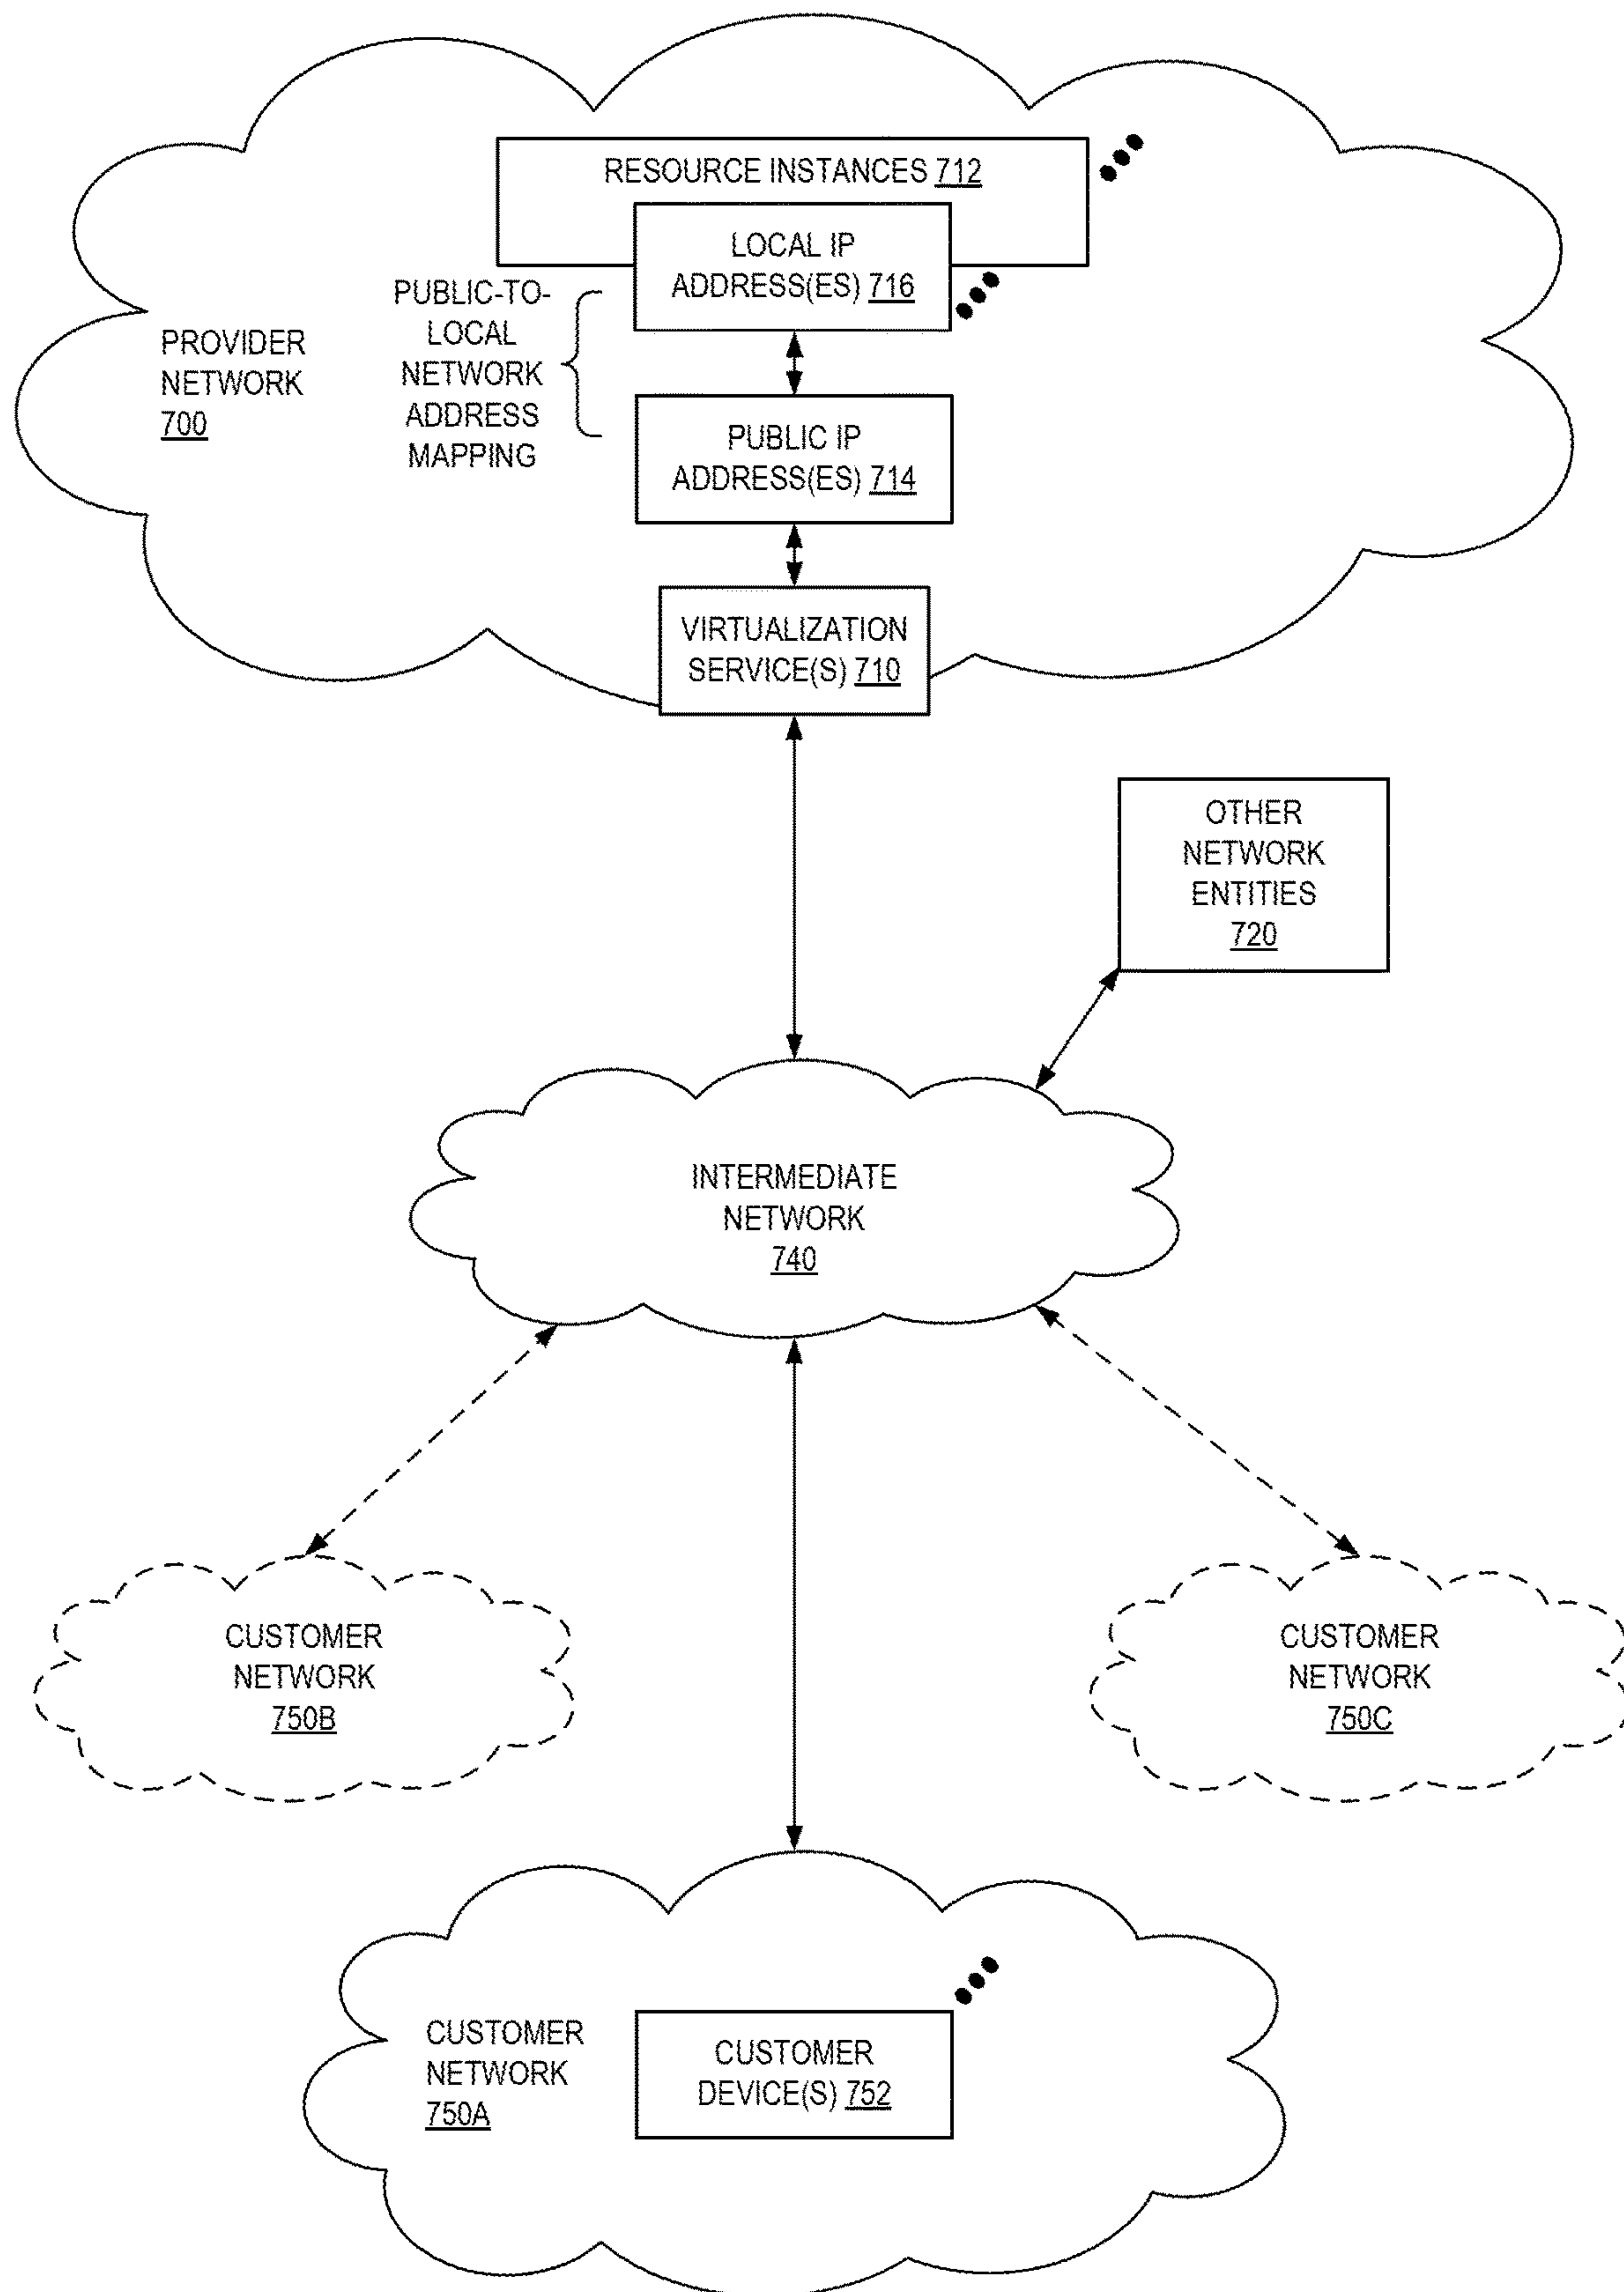 RESOURCE INSTANCES 712
LOCAL IP
ADDRESS(ES) 716
PUBLIC-TO-
LOCAL
NETWORK
ADDRESS
MAPPING
PROVIDER
NETWORK
700
PUBLIC IP
ADDRESS(ES) 714
VIRTUALIZATION
SERVICE(S) 710
OTHER
NETWORK
ENTITIES
720
INTERMEDIATE
NETWORK
740
CUSTOMER
NETWORK
750B
CUSTOMER
NETWORK
750C
CUSTOMER
NETWORK
750A
CUSTOMER
DEVICE(S) 752